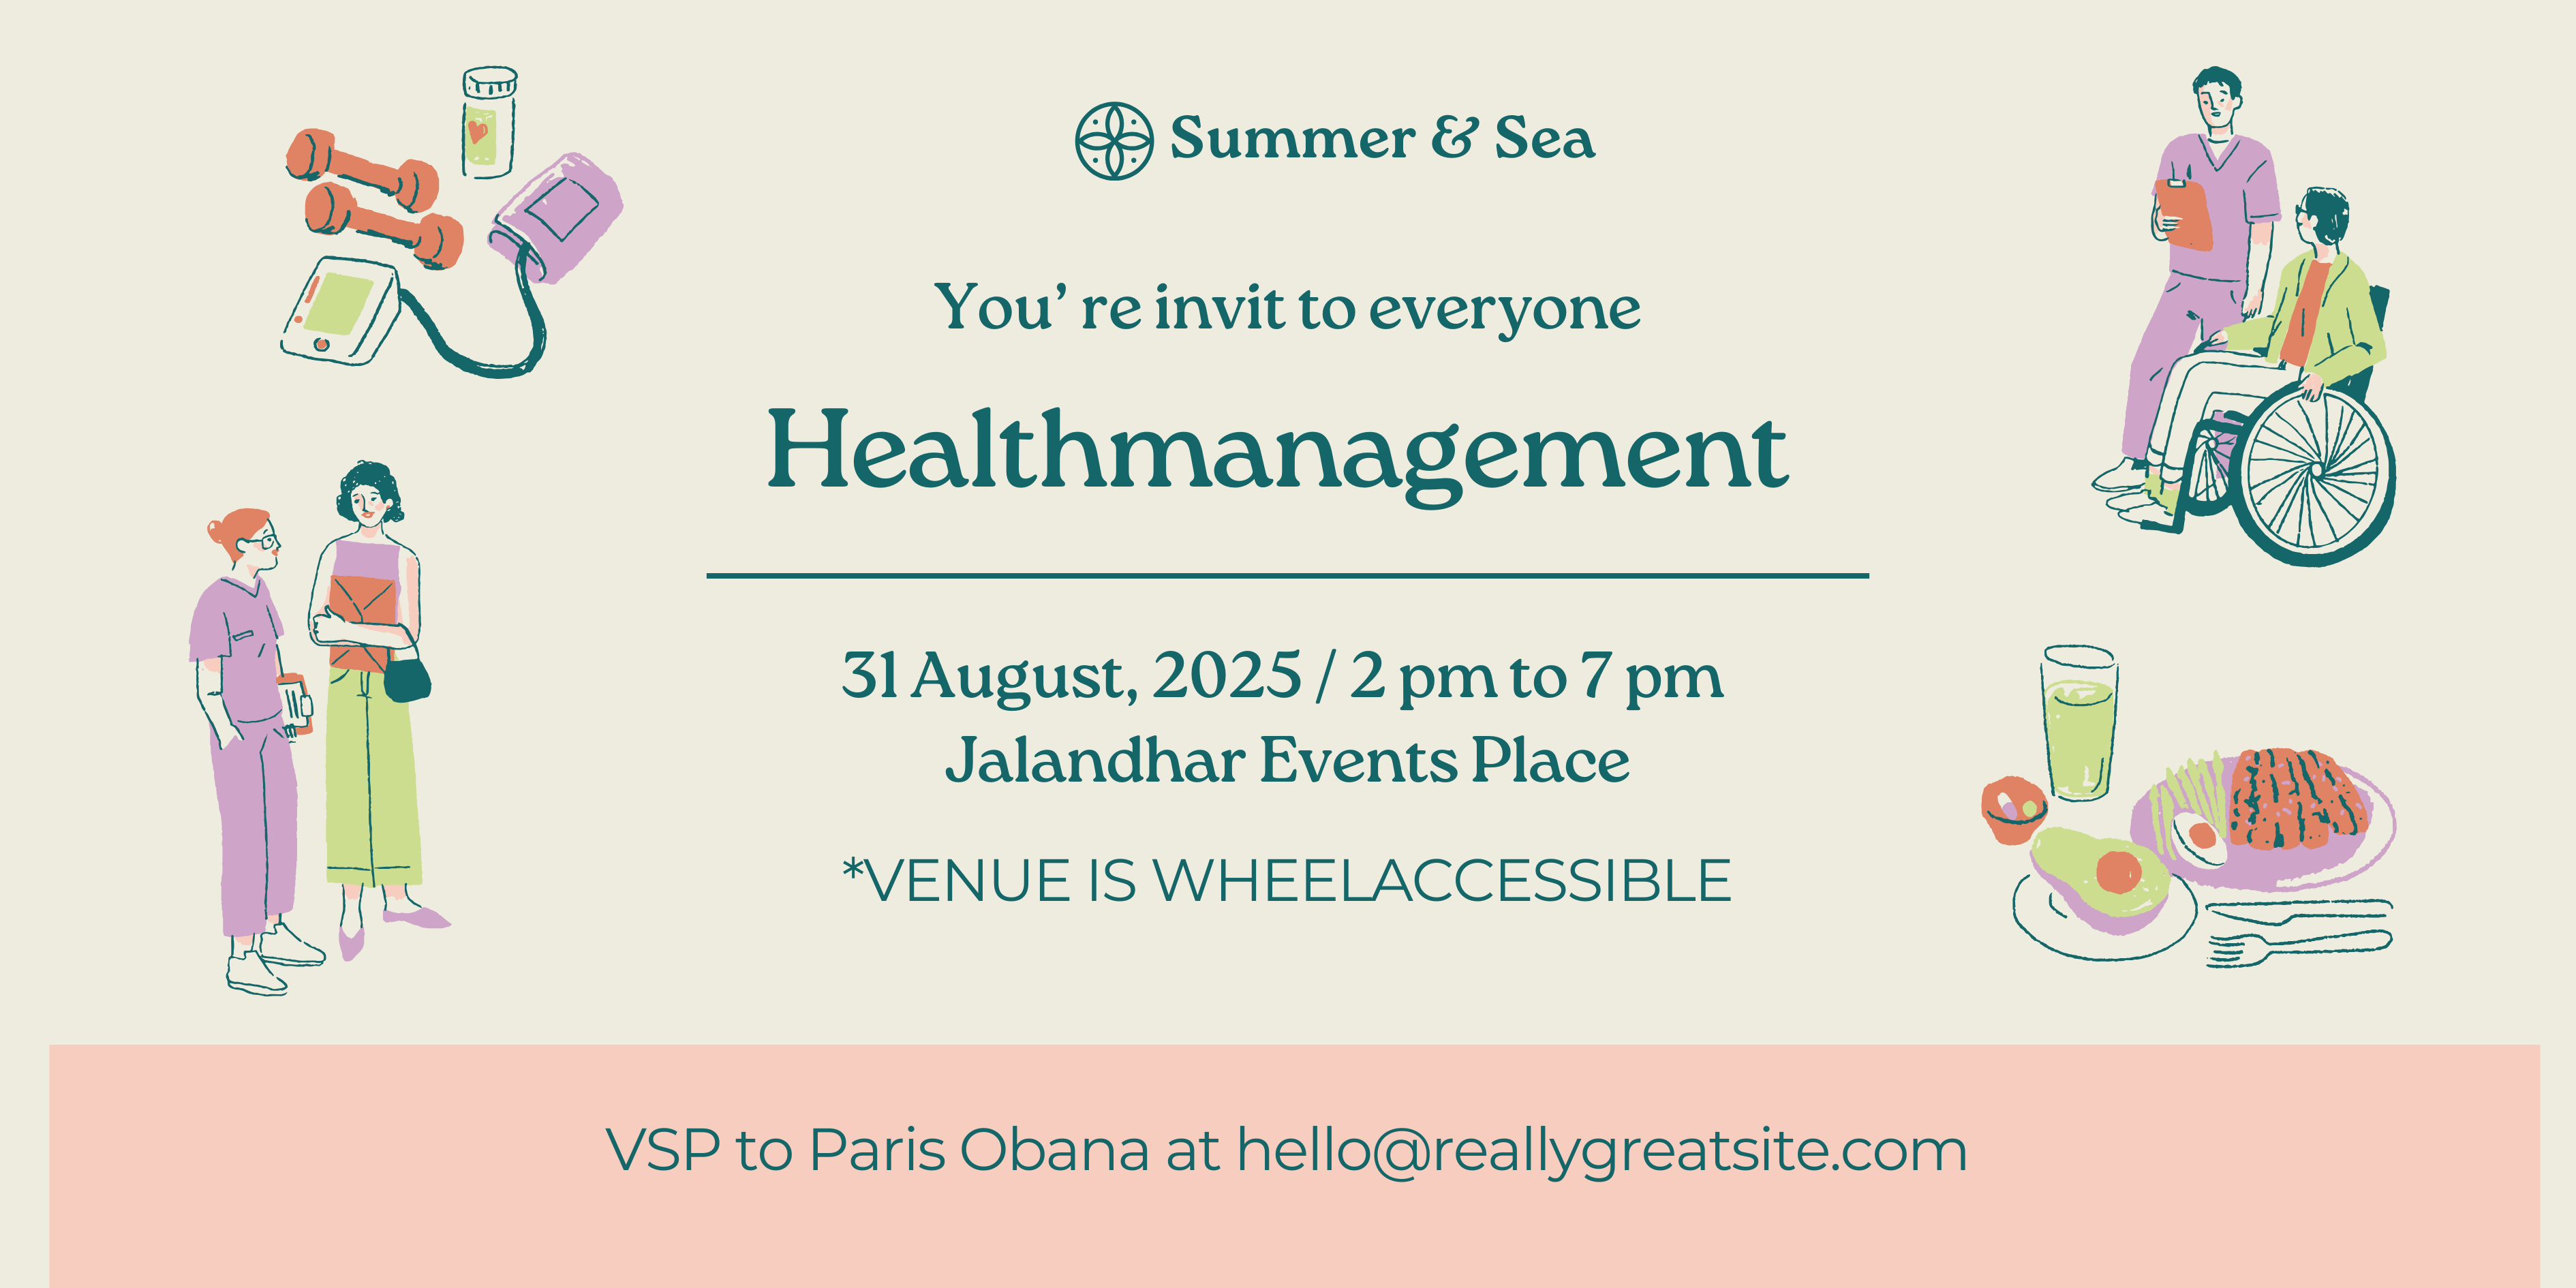 Summer & Sea
You’ re invit to everyone
Healthmanagement
31 August, 2025 / 2 pm to 7 pm
Jalandhar Events Place
*VENUE IS WHEELACCESSIBLE
VSP to Paris Obana at hello@reallygreatsite.com